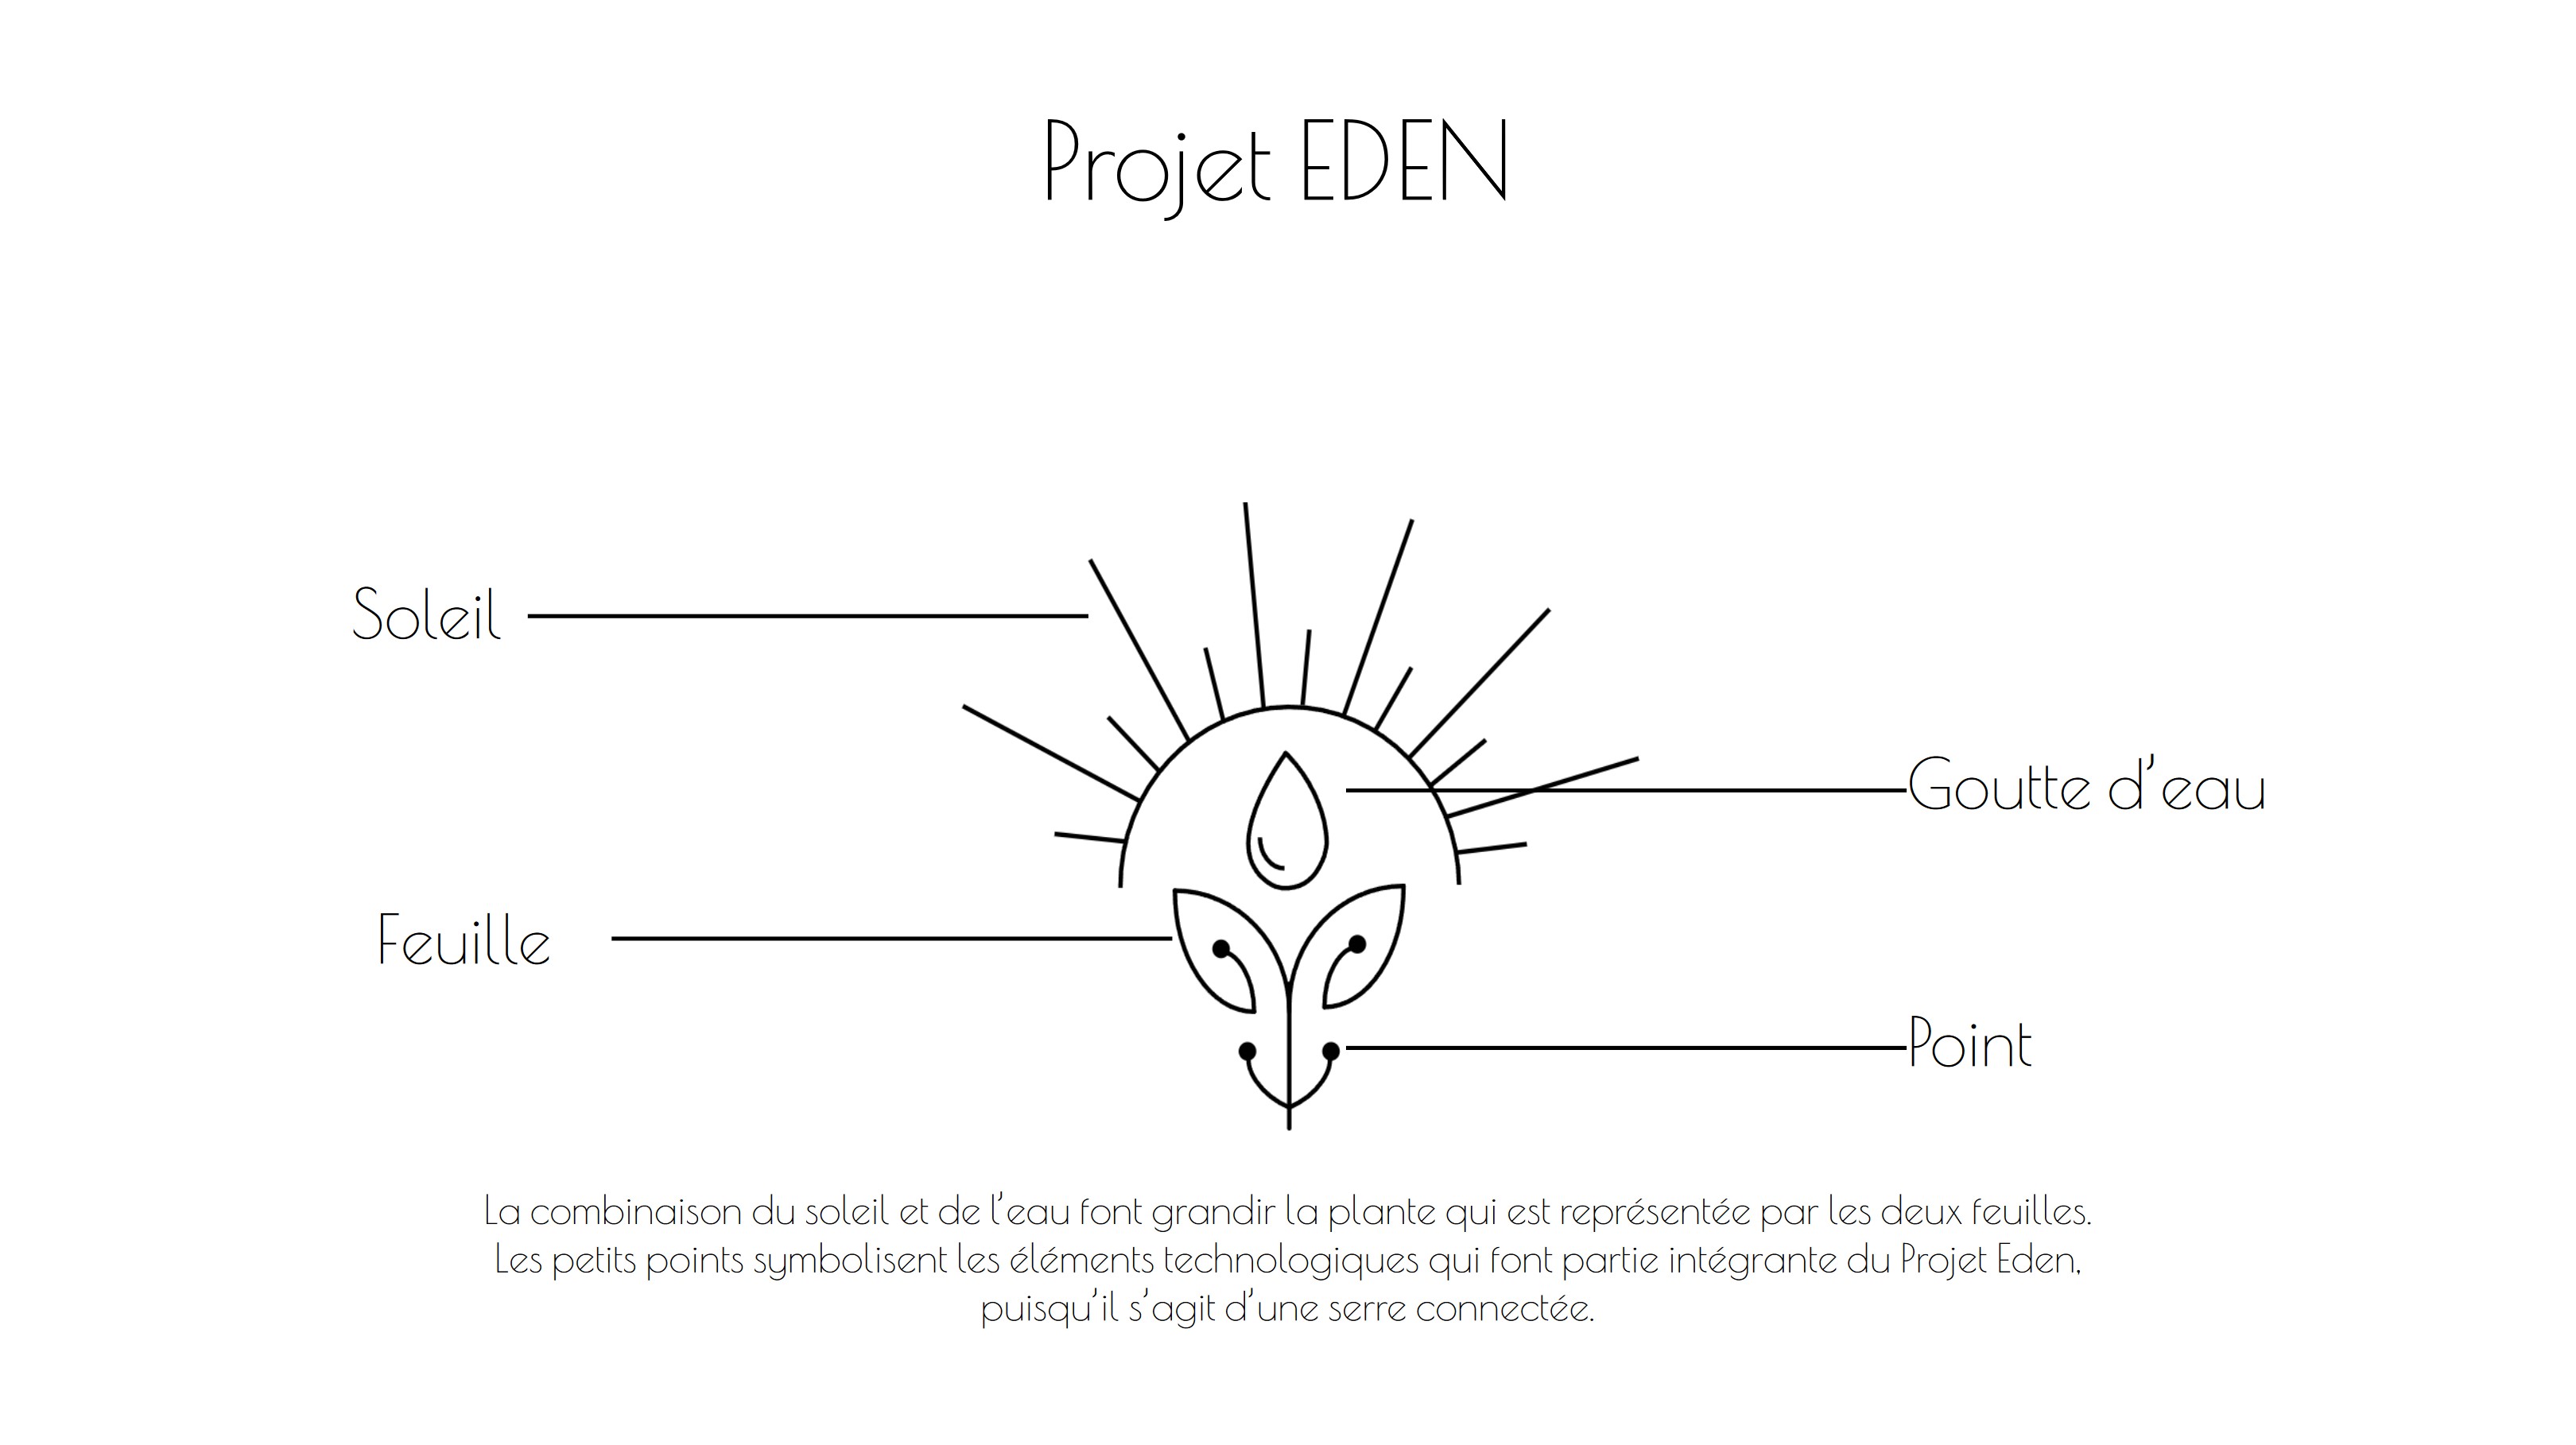 Projet EDEN
Soleil
Goutte d’eau
Feuille
Point
La combinaison du soleil et de l’eau font grandir la plante qui est représentée par les deux feuilles.
Les petits points symbolisent les éléments technologiques qui font partie intégrante du Projet Eden,
puisqu’il s’agit d’une serre connectée.